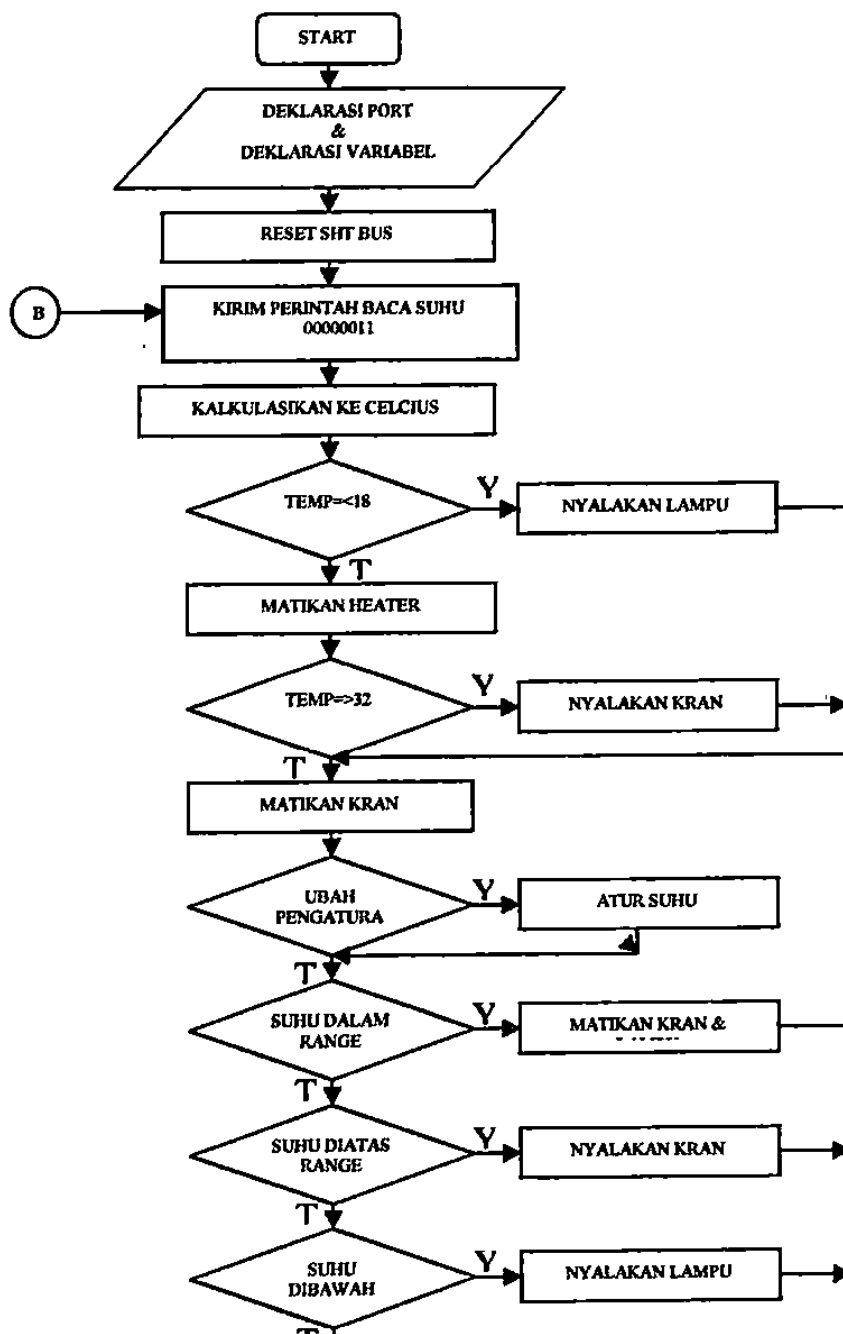 START
DEKLARASI PORT
&
DEKLARASI VARIABEL
RESET SHT BUS
B
KIRIM PERINTAH BACA SUHU
00000011
KALKULASIKAN KE CELCIUS
TEMP=<18
Y
NYALAKAN LAMPU
T
MATIKAN HEATER
TEMP=>32
Y
NYALAKAN KRAN
T
MATIKAN KRAN
UBAH
PENGATURA
Y
ATUR SUHU
T
SUHU DALAM
RANGE
Y
MATIKAN KRAN &
T
SUHU DIATAS
RANGE
Y
NYALAKAN KRAN
T
SUHU
DIBAWAH
Y
NYALAKAN LAMPU
T